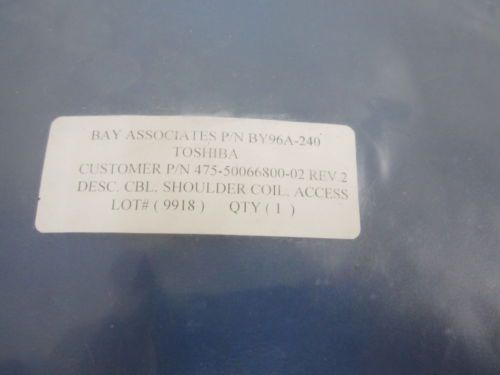 BAY ASSOCIATES P/N BY96A-240
TOSHIBA
CUSTOMER P/N 475-50066800-02 REV 2
DESC. CBL, SHOULDER COIL, ACCESS
LOT# ( 9918 ) QTY ( 1 )